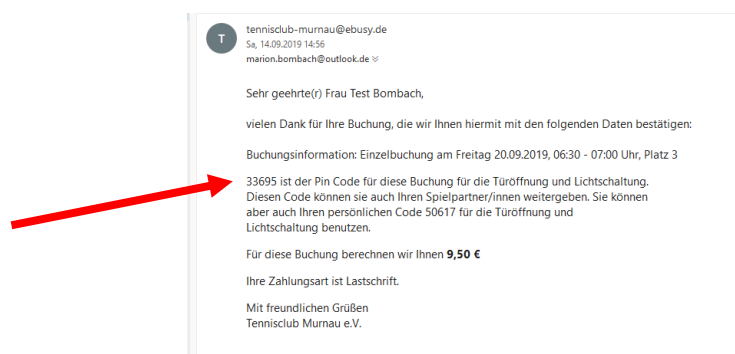 T
tennisclub-murnau@ebusy.de
Sa, 14.09.2019 14:56
marion.bombach@outlook.de
Sehr geehrte(r) Frau Test Bombach,
vielen Dank für Ihre Buchung, die wir Ihnen hiermit mit den folgenden Daten bestätigen:
Buchungsinformation: Einzelbuchung am Freitag 20.09.2019, 06:30 - 07:00 Uhr, Platz 3
33695 ist der Pin Code für diese Buchung für die Türöffnung und Lichtschaltung.
Diesen Code können sie auch Ihren Spielpartner/innen weitergeben. Sie können
aber auch Ihren persönlichen Code 50617 für die Türöffnung und
Lichtschaltung benutzen.
Für diese Buchung berechnen wir Ihnen 9,50 €
Ihre Zahlungsart ist Lastschrift.
Mit freundlichen Grüßen
Tennisclub Murnau e.V.